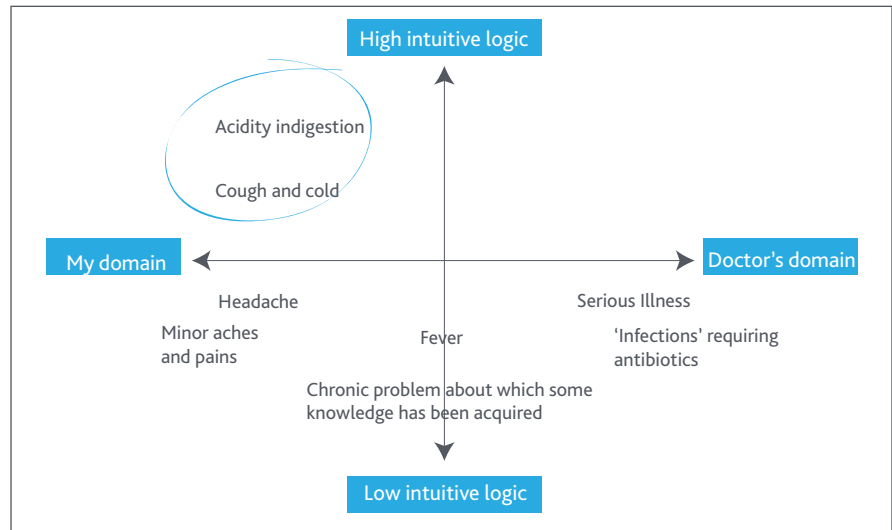 High intuitive logic
Acidity indigestion
Cough and cold
My domain
Doctor's domain
Headache
Serious Illness
Minor aches
and pains
Fever
'Infections' requiring
antibiotics
Chronic problem about which some
knowledge has been acquired
Low intuitive logic